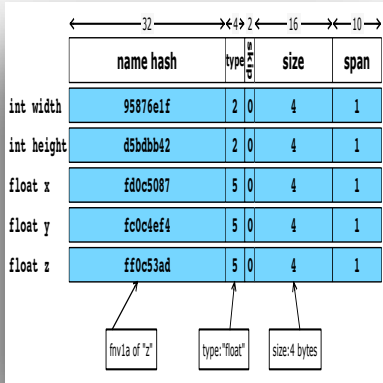 32 4 2 16 10
name hash type skip size span
int width 95876e1f 2 0 4 1
int height d5bdbb42 2 0 4 1
float x fd0c5087 5 0 4 1
float y fc0c4ef4 5 0 4 1
float z ff0c53ad 5 0 4 1
fnv1a of "z" type:"float" size:4 bytes